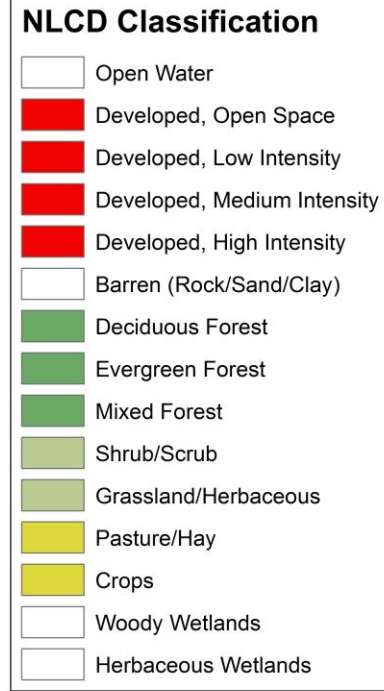 NLCD Classification
Open Water
Developed, Open Space
Developed, Low Intensity
Developed, Medium Intensity
Developed, High Intensity
Barren (Rock/Sand/Clay)
Deciduous Forest
Evergreen Forest
Mixed Forest
Shrub/Scrub
Grassland/Herbaceous
Pasture/Hay
Crops
Woody Wetlands
Herbaceous Wetlands